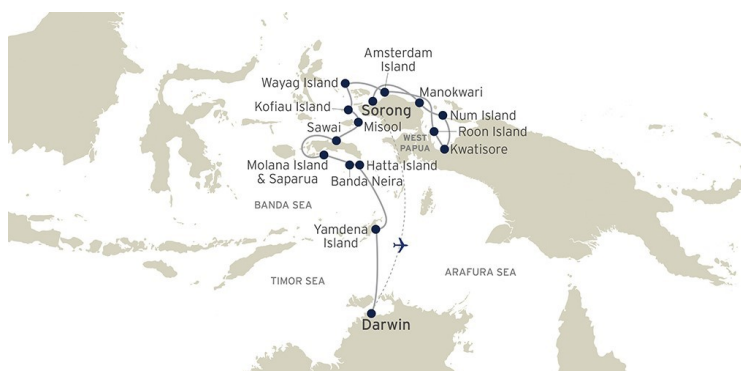 Amsterdam
Island
Wayag Island
Manokwari
Kofiau Island
Sorong
Num Island
Sawai
Misool
WEST
PAPUA
Roon Island
Kwatisore
Molana Island
& Saparua
Hatta Island
Banda Neira
BANDA SEA
Yamdena
Island
TIMOR SEA
ARAFURA SEA
Darwin